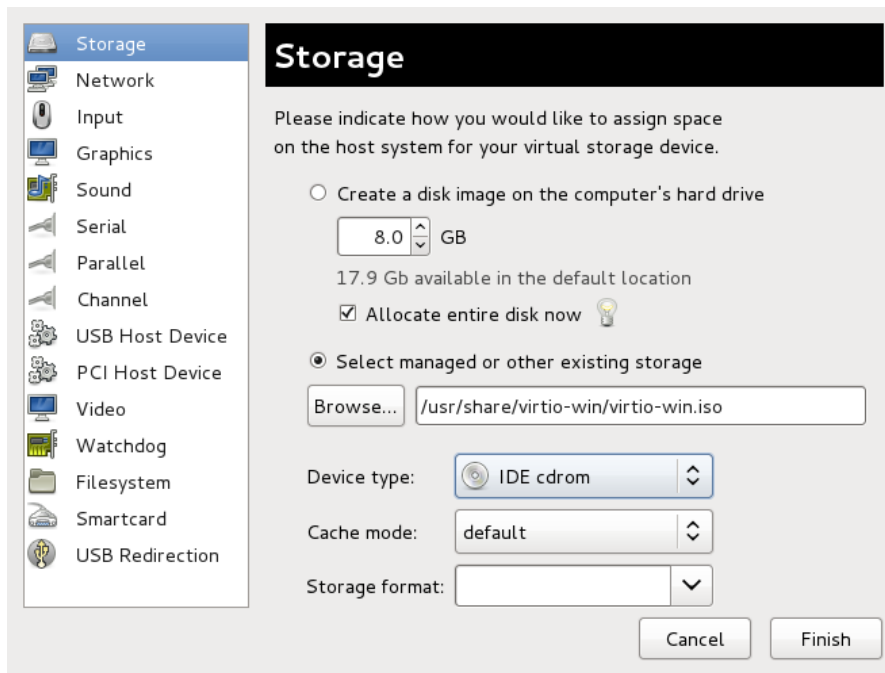 Storage
Network
Input
Graphics
Sound
Serial
Parallel
Channel
USB Host Device
PCI Host Device
Video
Watchdog
Filesystem
Smartcard
USB Redirection
Storage
Please indicate how you would like to assign space
on the host system for your virtual storage device.
Create a disk image on the computer's hard drive
8.0 GB
17.9 Gb available in the default location
Allocate entire disk now
Select managed or other existing storage
Browse... /usr/share/virtio-win/virtio-win.iso
Device type: IDE cdrom
Cache mode: default
Storage format:
Cancel Finish